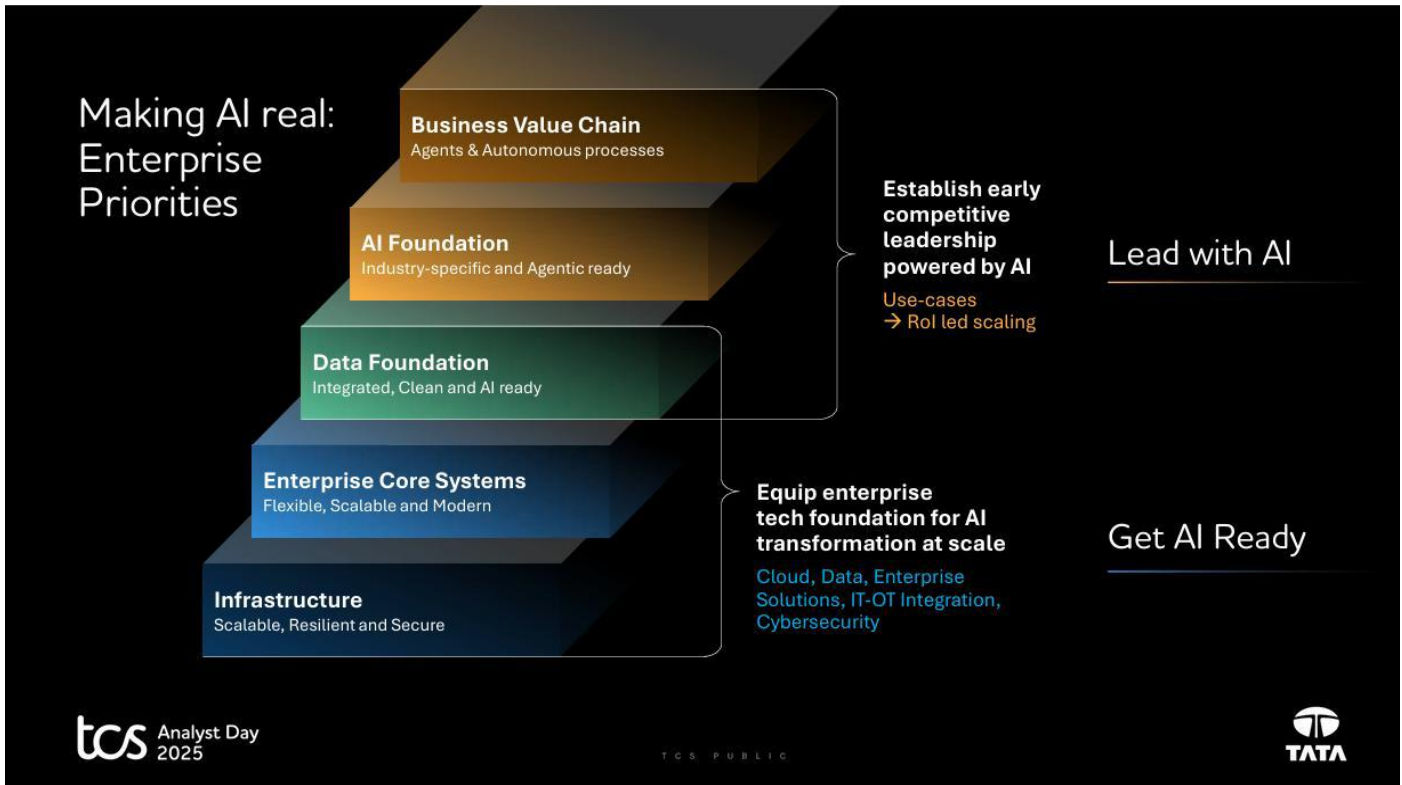 Making AI real:
Enterprise
Priorities
Business Value Chain
Agents & Autonomous processes
AI Foundation
Industry-specific and Agentic ready
Data Foundation
Integrated, Clean and AI ready
Enterprise Core Systems
Flexible, Scalable and Modern
Infrastructure
Scalable, Resilient and Secure
Establish early
competitive
leadership
powered by AI
Use-cases
→ RoI led scaling
Lead with AI
Equip enterprise
tech foundation for AI
transformation at scale
Cloud, Data, Enterprise
Solutions, IT-OT Integration,
Cybersecurity
Get AI Ready
tcs Analyst Day
2025
TCS PUBLIC
TATA